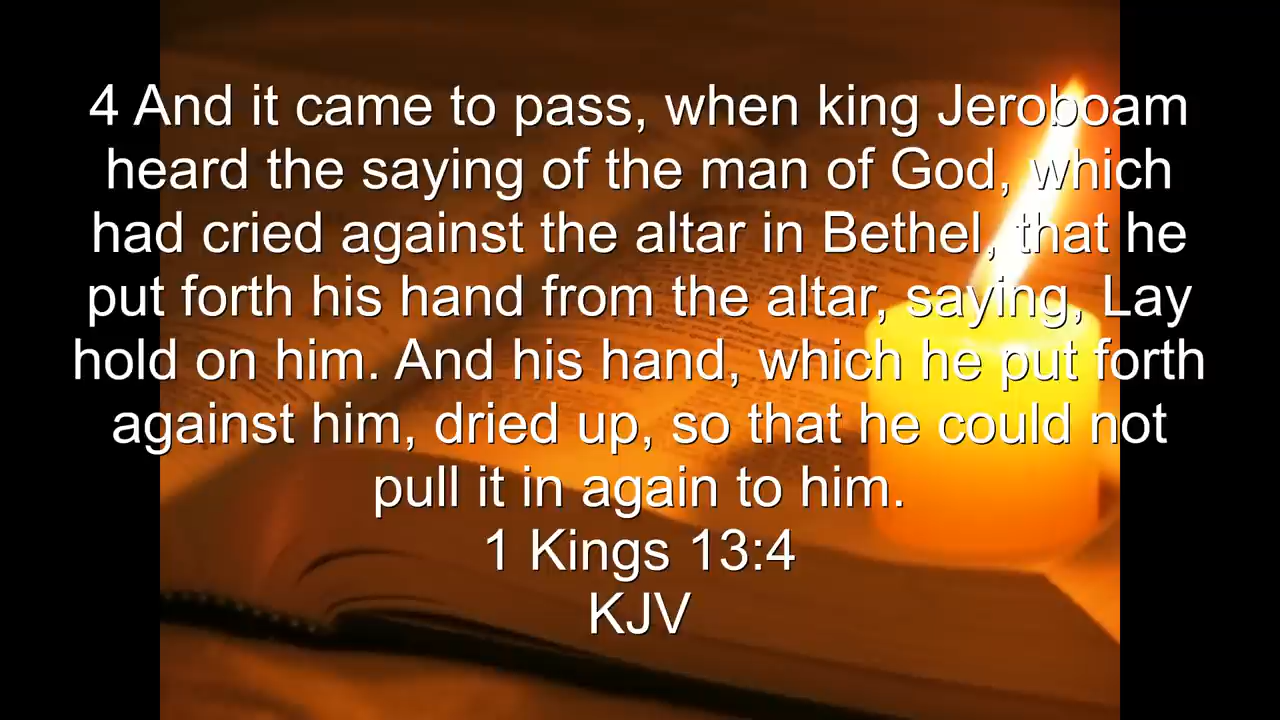 4 And it came to pass, when king Jeroboam
heard the saying of the man of God, which
had cried against the altar in Bethel, that he
put forth his hand from the altar, saying, Lay
hold on him. And his hand, which he put forth
against him, dried up, so that he could not
pull it in again to him.
1 Kings 13:4
KJV